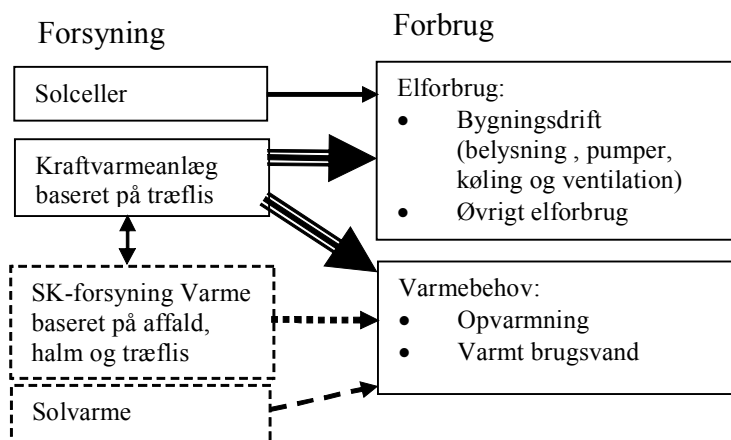 Forsyning
Solceller
Kraftvarmeanlæg
baseret på træflis
SK-forsyning Varme
baseret på affald,
halm og træflis
Solvarme
Forbrug
Elforbrug:
• Bygningsdrift
(belysning , pumper,
køling og ventilation)
• Øvrigt elforbrug
Varmebehov:
• Opvarmning
• Varmt brugsvand